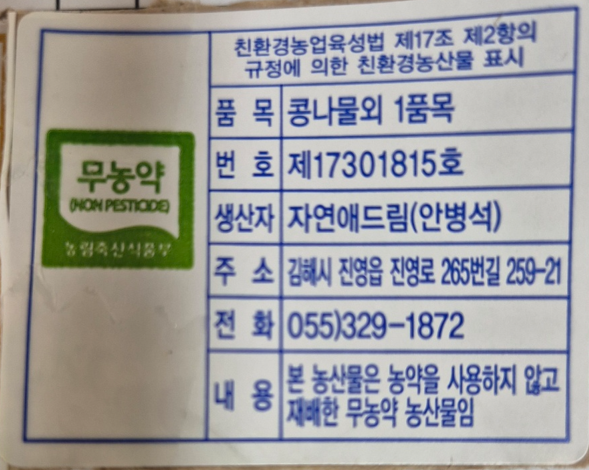 친환경농업육성법 제17조 제2항의
규정에 의한 친환경농산물 표시
무농약
(NON PESTICIDE)
농림축산식품부
품 목 콩나물외 1품목
번 호 제17301815호
생산자 자연애드림(안병석)
주 소 김해시 진영읍 진영로 265번길 259-21
전 화 055)329-1872
내 용 본 농산물은 농약을 사용하지 않고
재배한 무농약 농산물임